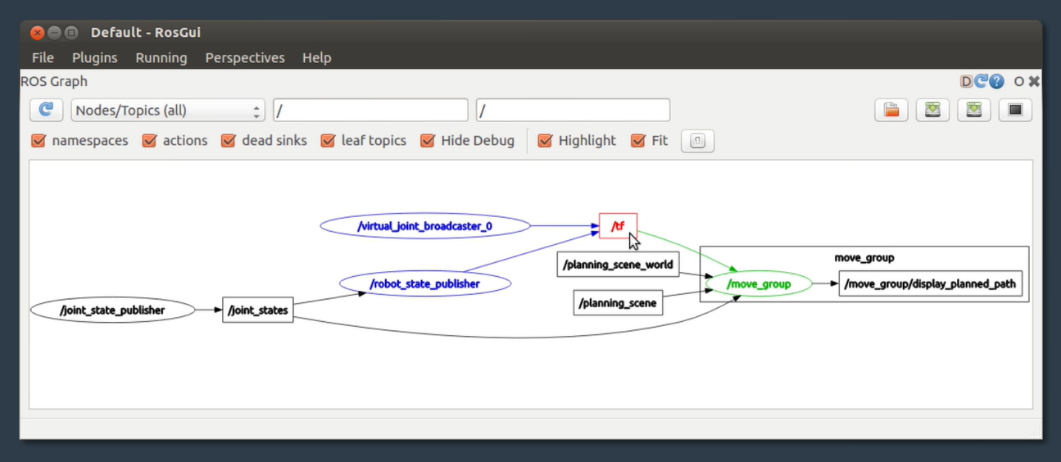 Default - RosGui
File Plugins Running Perspectives Help
ROS Graph
D ? O
Nodes/Topics (all) / /
namespaces actions dead sinks leaf topics Hide Debug Highlight Fit
/virtual_joint_broadcaster_0
/tf
/planning_scene_world
move_group
/robot_state_publisher
/move_group
/move_group/display_planned_path
/planning_scene
/joint_state_publisher
/joint_states